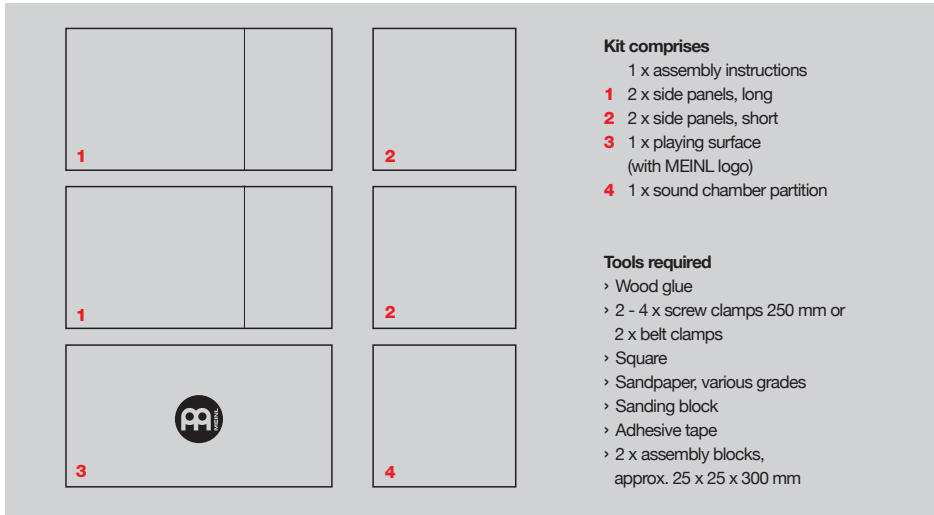 1
2
1
2
MEINL
3
4
Kit comprises
1 x assembly instructions
1 2 x side panels, long
2 2 x side panels, short
3 1 x playing surface
(with MEINL logo)
4 1 x sound chamber partition
Tools required
› Wood glue
› 2 - 4 x screw clamps 250 mm or
2 x belt clamps
› Square
› Sandpaper, various grades
› Sanding block
› Adhesive tape
› 2 x assembly blocks,
approx. 25 x 25 x 300 mm